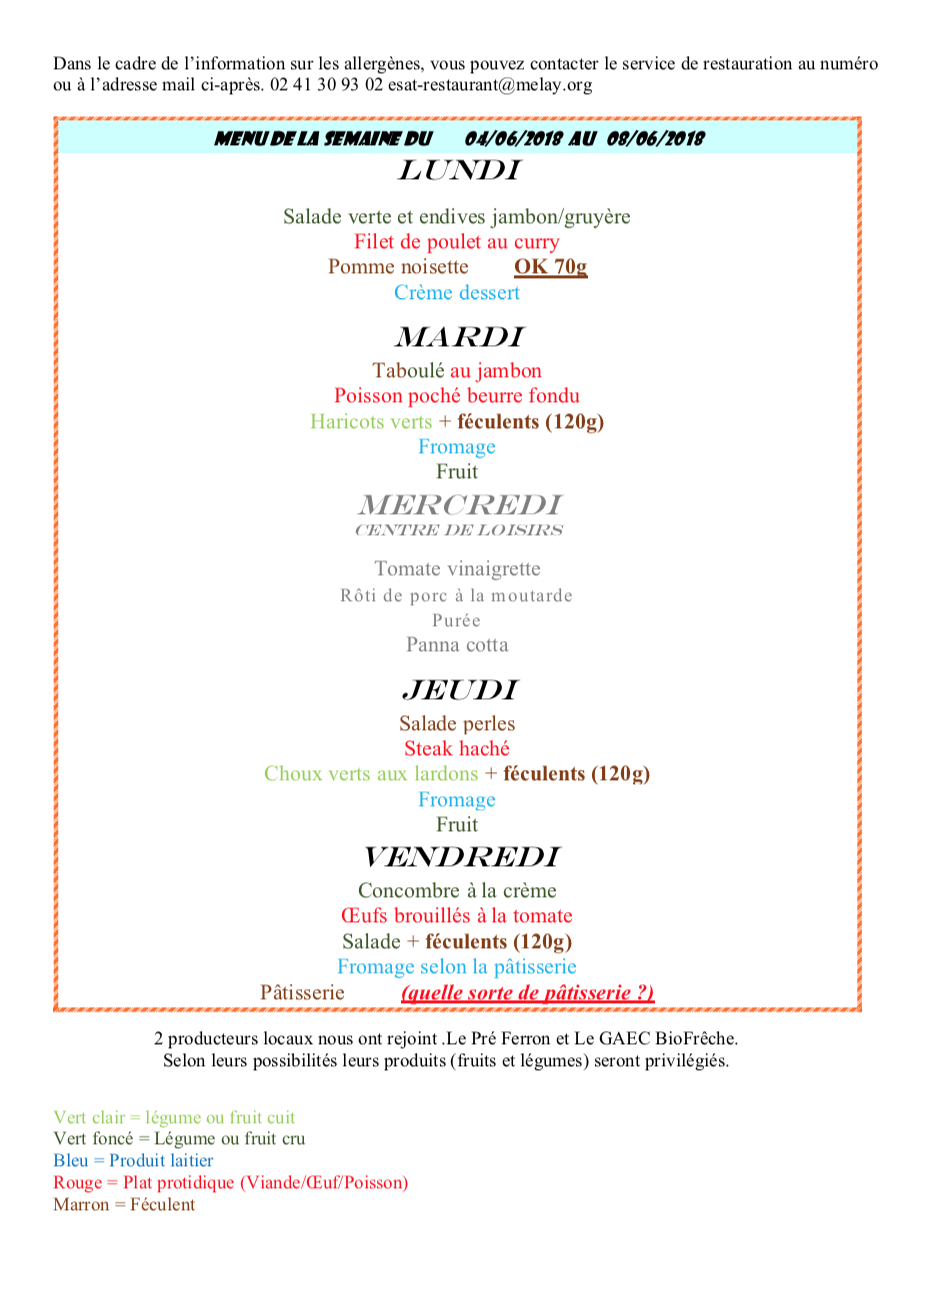 Dans le cadre de l’information sur les allergènes, vous pouvez contacter le service de restauration au numéro
ou à l’adresse mail ci-après. 02 41 30 93 02 esat-restaurant@melay.org
MENU DE LA SEMAINE DU 04/06/2018 AU 08/06/2018
LUNDI
Salade verte et endives jambon/gruyère
Filet de poulet au curry
Pomme noisette OK 70g
Crème dessert
MARDI
Taboulé au jambon
Poisson poché beurre fondu
Haricots verts + féculents (120g)
Fromage
Fruit
MERCREDI
CENTRE DE LOISIRS
Tomate vinaigrette
Rôti de porc à la moutarde
Purée
Panna cotta
JEUDI
Salade perles
Steak haché
Choux verts aux lardons + féculents (120g)
Fromage
Fruit
VENDREDI
Concombre à la crème
Œufs brouillés à la tomate
Salade + féculents (120g)
Fromage selon la pâtisserie
Pâtisserie (quelle sorte de pâtisserie ?)
2 producteurs locaux nous ont rejoint .Le Pré Ferron et Le GAEC BioFrêche.
Selon leurs possibilités leurs produits (fruits et légumes) seront privilégiés.
Vert clair = légume ou fruit cuit
Vert foncé = Légume ou fruit cru
Bleu = Produit laitier
Rouge = Plat protidique (Viande/Œuf/Poisson)
Marron = Féculent